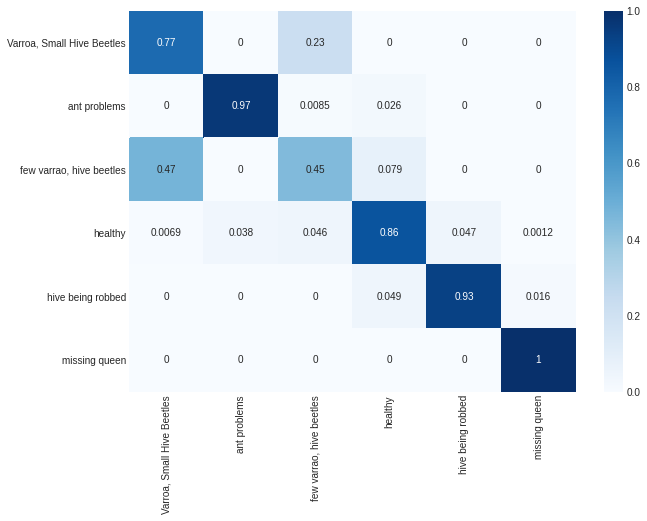 Varroa, Small Hive Beetles 0.77 0 0.23 0 0 0
ant problems 0 0.97 0.0085 0.026 0 0
few varrao, hive beetles 0.47 0 0.45 0.079 0 0
healthy 0.0069 0.038 0.046 0.86 0.047 0.0012
hive being robbed 0 0 0 0.049 0.93 0.016
missing queen 0 0 0 0 0 1
Varroa, Small Hive Beetles
ant problems
few varrao, hive beetles
healthy
hive being robbed
missing queen
1.0
0.8
0.6
0.4
0.2
0.0